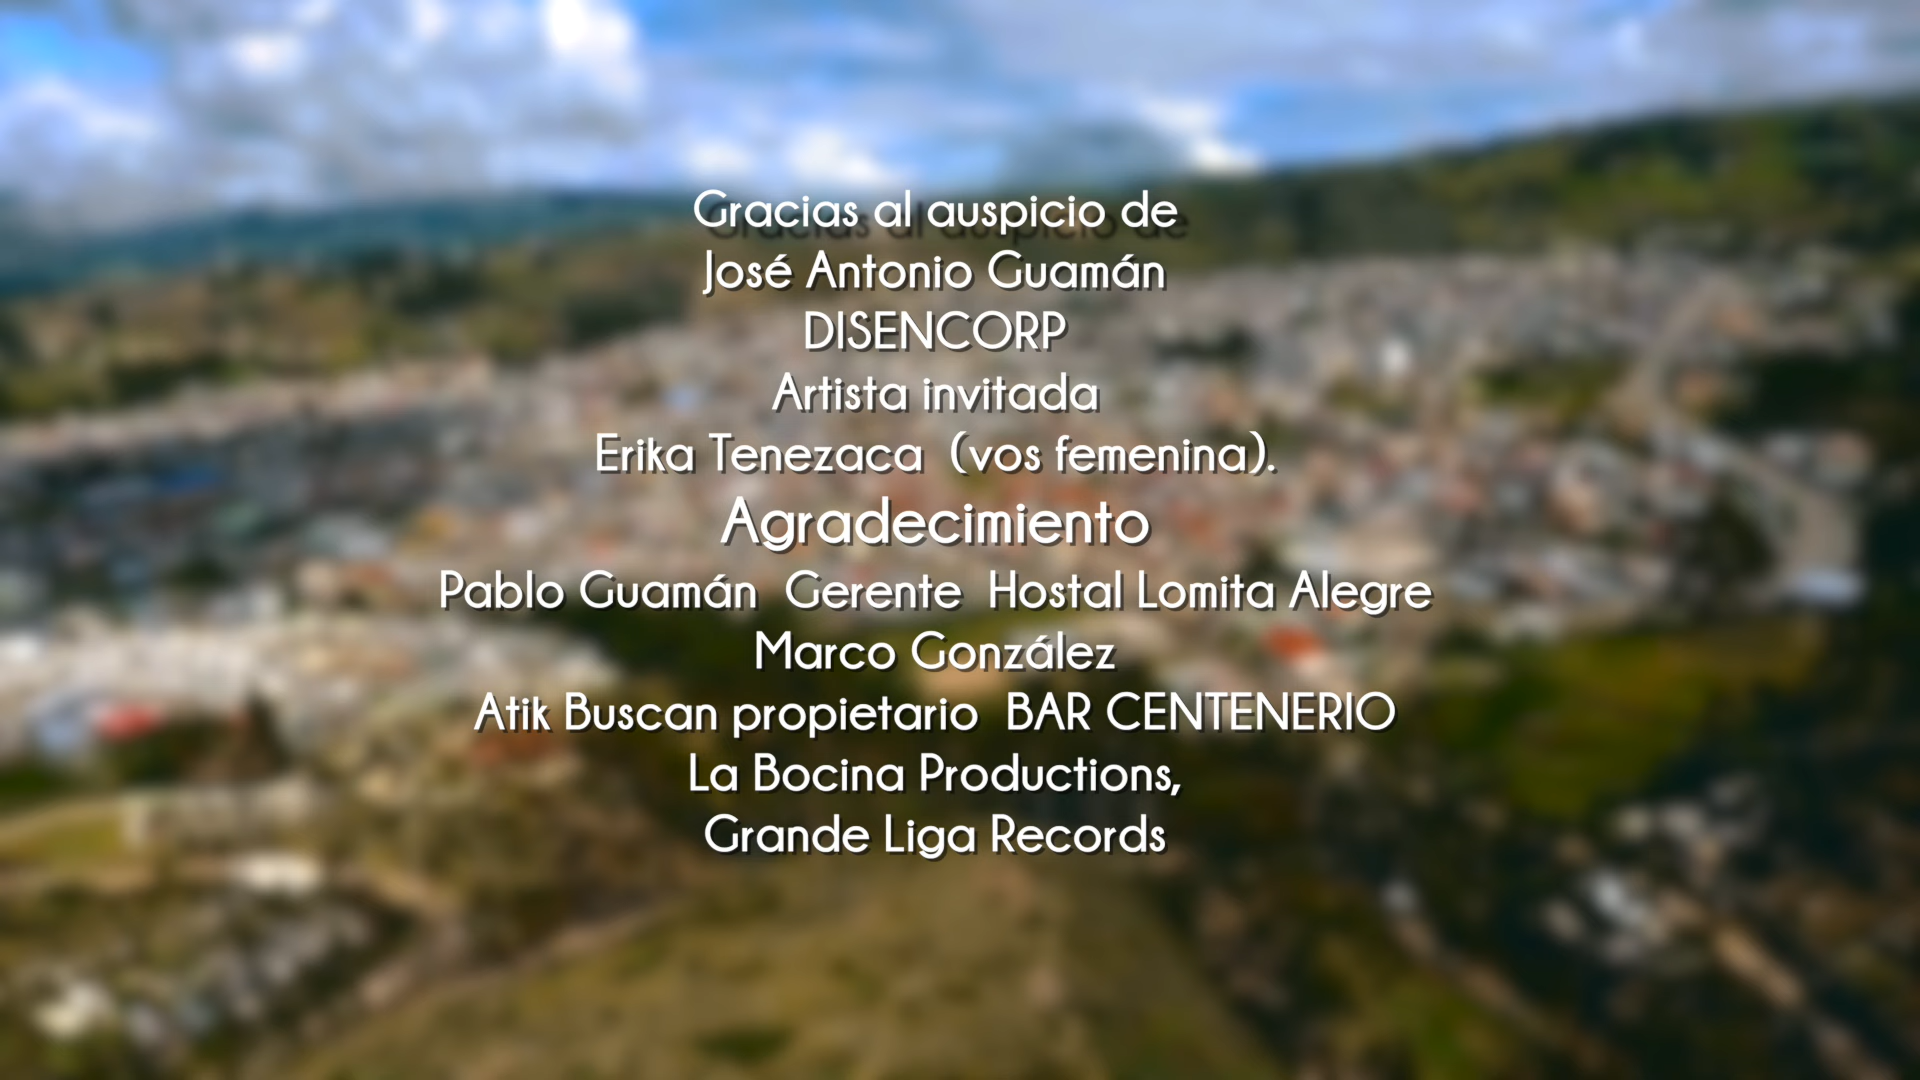 Gracias al auspicio de
José Antonio Guamán
DISENCORP
Artista invitada
Erika Tenezaca (vos femenina).
Agradecimiento
Pablo Guamán Gerente Hostal Lomita Alegre
Marco González
Atik Buscan propietario BAR CENTENERIO
La Bocina Productions,
Grande Liga Records